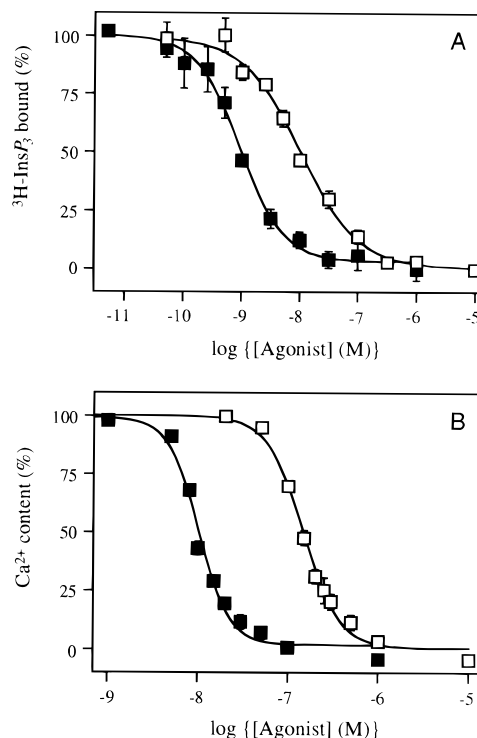 A
³H-InsP₃ bound (%)
100
75
50
25
0
-11 -10 -9 -8 -7 -6 -5
log {[Agonist] (M)}
B
Ca²⁺ content (%)
100
75
50
25
0
-9 -8 -7 -6 -5
log {[Agonist] (M)}